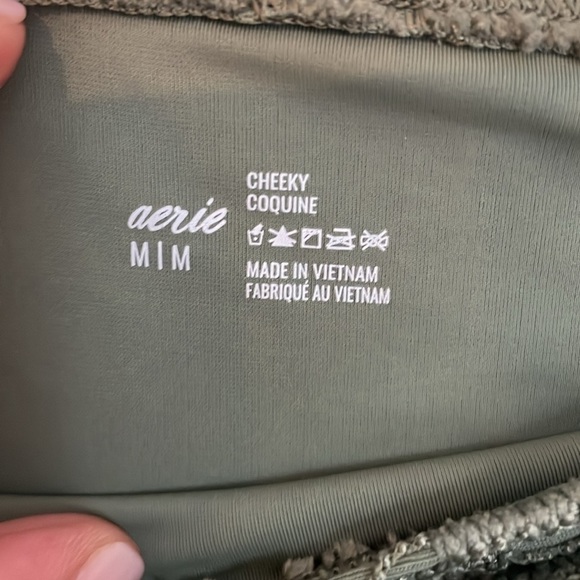 aerie
M|M
CHEEKY
COQUINE
MADE IN VIETNAM
FABRIQUÉ AU VIETNAM